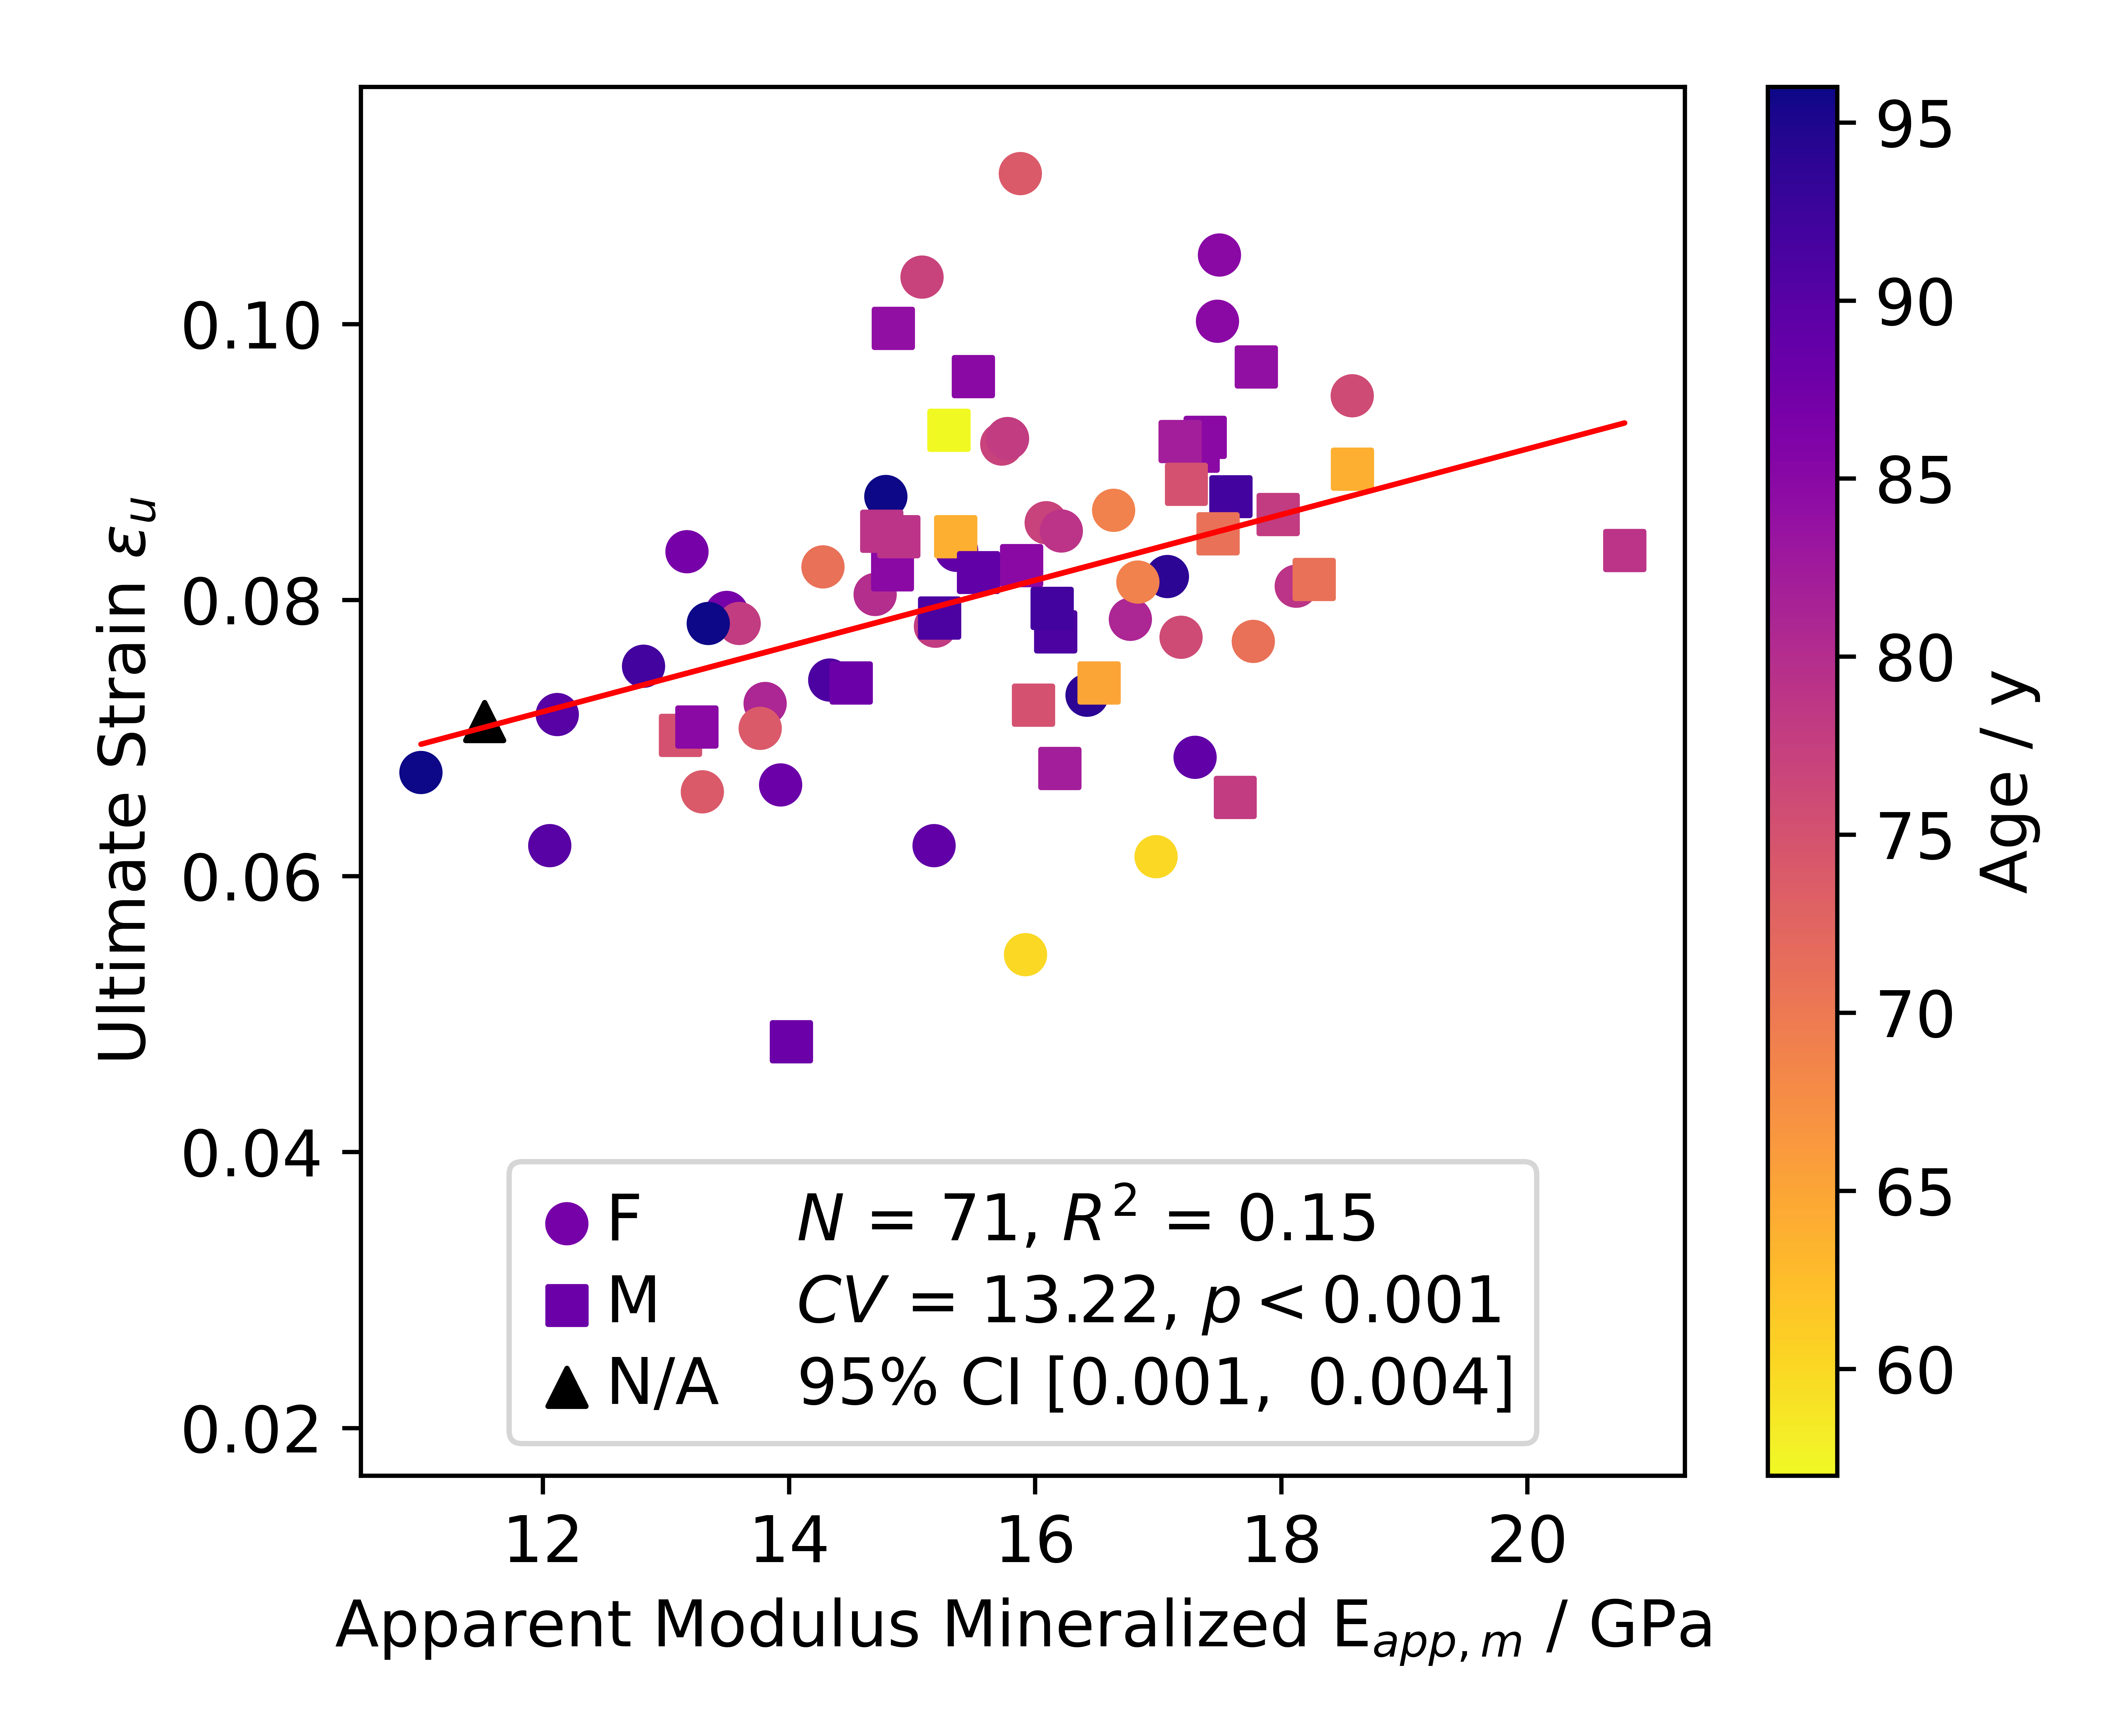 0.10
0.08
0.06
0.04
0.02
Ultimate Strain εu
12 14 16 18 20
Apparent Modulus Mineralized Eapp, m / GPa
F N = 71, R² = 0.15
M CV = 13.22, p < 0.001
N/A 95% CI [0.001, 0.004]
95
90
85
80
75
70
65
60
Age / y